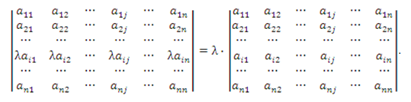 | a₁₁ a₁₂ ⋯ a₁ⱼ ⋯ a₁ₙ |   | a₁₁ a₁₂ ⋯ a₁ⱼ ⋯ a₁ₙ |
| a₂₁ a₂₂ ⋯ a₂ⱼ ⋯ a₂ₙ |   | a₂₁ a₂₂ ⋯ a₂ⱼ ⋯ a₂ₙ |
| ⋯ ⋯ ⋯ ⋯ ⋯ ⋯ |   | ⋯ ⋯ ⋯ ⋯ ⋯ ⋯ |
| λaᵢ₁ λaᵢ₂ ⋯ λaᵢⱼ ⋯ λaᵢₙ | = λ · | aᵢ₁ aᵢ₂ ⋯ aᵢⱼ ⋯ aᵢₙ |.
| ⋯ ⋯ ⋯ ⋯ ⋯ ⋯ |   | ⋯ ⋯ ⋯ ⋯ ⋯ ⋯ |
| aₙ₁ aₙ₂ ⋯ aₙⱼ ⋯ aₙₙ |   | aₙ₁ aₙ₂ ⋯ aₙⱼ ⋯ aₙₙ |